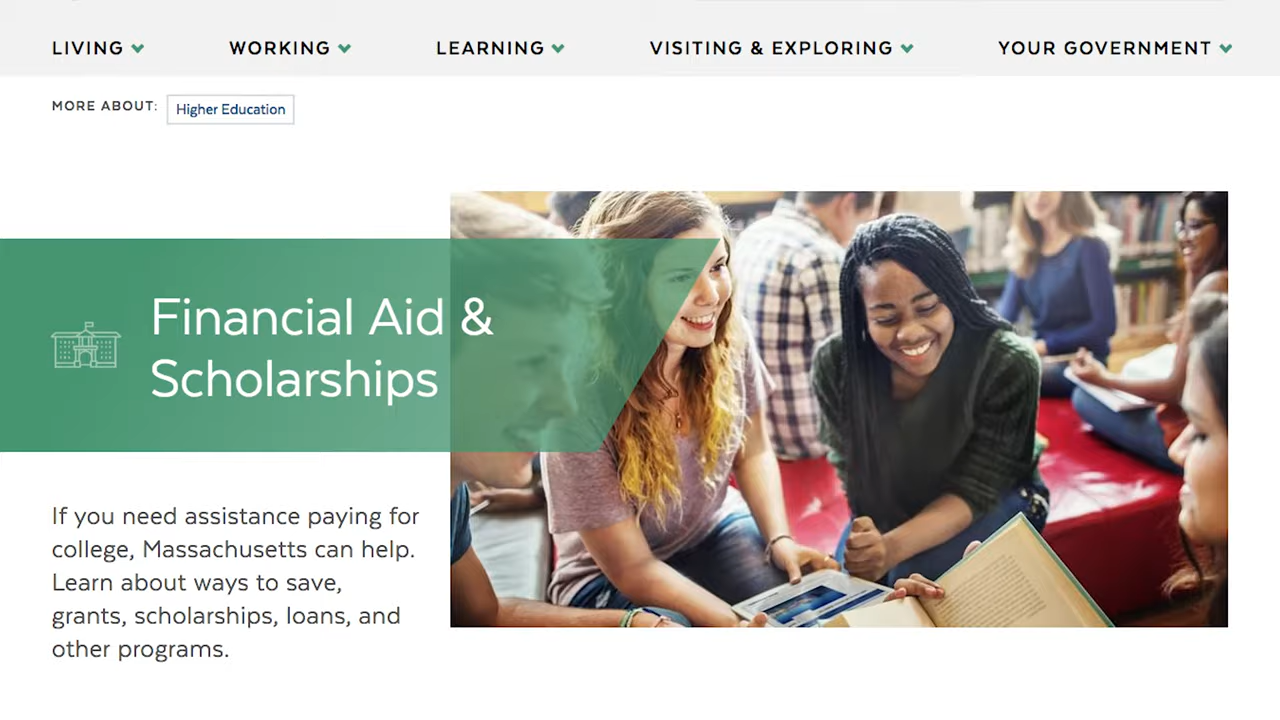 LIVING WORKING LEARNING VISITING & EXPLORING YOUR GOVERNMENT
MORE ABOUT: Higher Education
Financial Aid &
Scholarships
If you need assistance paying for
college, Massachusetts can help.
Learn about ways to save,
grants, scholarships, loans, and
other programs.